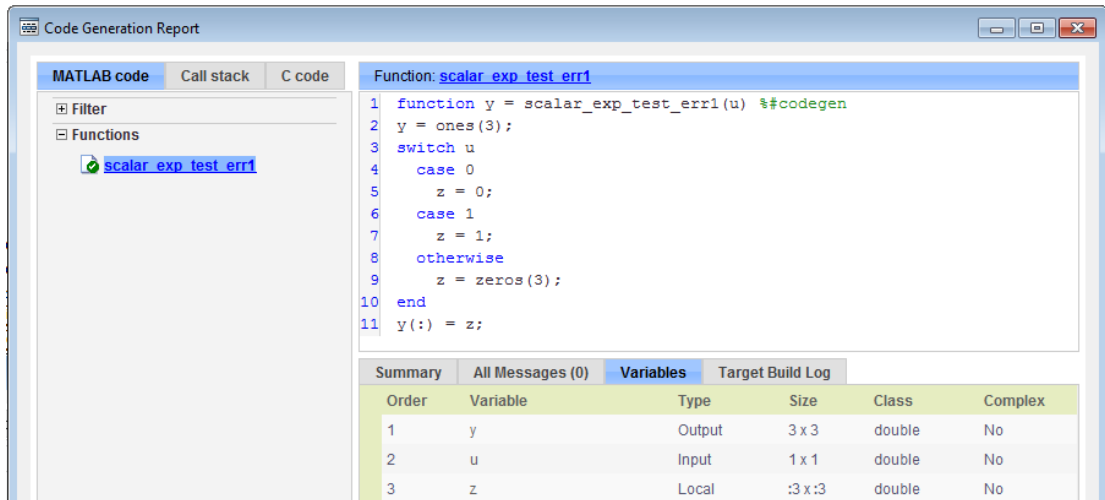 Code Generation Report
MATLAB code Call stack C code
Filter
Functions
scalar_exp_test_err1
Function: scalar_exp_test_err1
1 function y = scalar_exp_test_err1(u) %#codegen
2 y = ones(3);
3 switch u
4 case 0
5 z = 0;
6 case 1
7 z = 1;
8 otherwise
9 z = zeros(3);
10 end
11 y(:) = z;
Summary All Messages (0) Variables Target Build Log
Order Variable Type Size Class Complex
1 y Output 3 x 3 double No
2 u Input 1 x 1 double No
3 z Local :3 x :3 double No